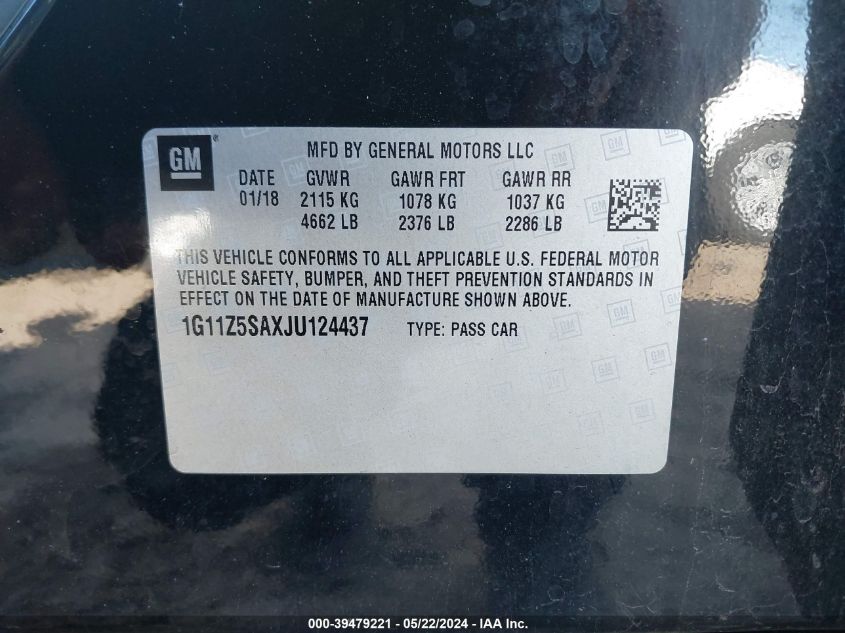 GM®
MFD BY GENERAL MOTORS LLC
DATE GVWR GAWR FRT GAWR RR
01/18 2115 KG 1078 KG 1037 KG
4662 LB 2376 LB 2286 LB
THIS VEHICLE CONFORMS TO ALL APPLICABLE U.S. FEDERAL MOTOR
VEHICLE SAFETY, BUMPER, AND THEFT PREVENTION STANDARDS IN
EFFECT ON THE DATE OF MANUFACTURE SHOWN ABOVE.
1G11Z5SAXJU124437 TYPE: PASS CAR
000-39479221 - 05/22/2024 - IAA Inc.